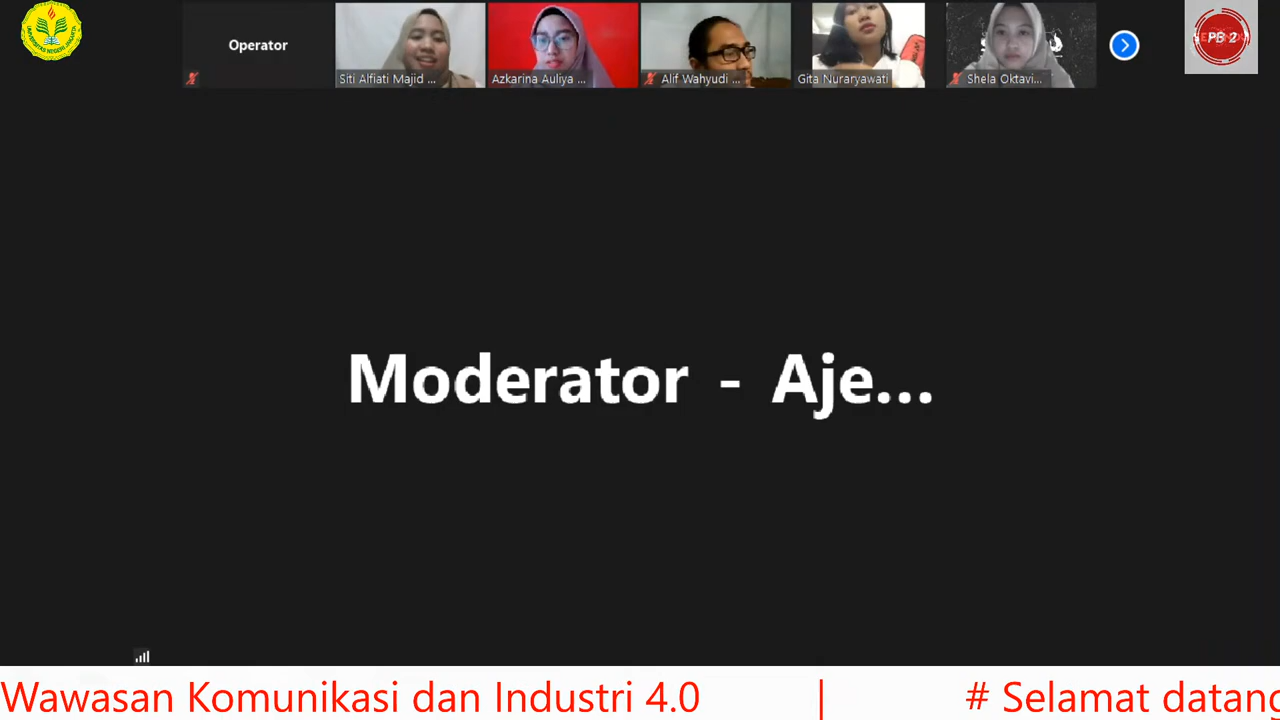 Operator
Siti Alfiati Majid ...
Azkarina Auliya ...
Alif Wahyudi ...
Gita Nuraryawati
Shela Oktavi...
PB 2
Moderator - Aje...
Wawasan Komunikasi dan Industri 4.0 | # Selamat datang